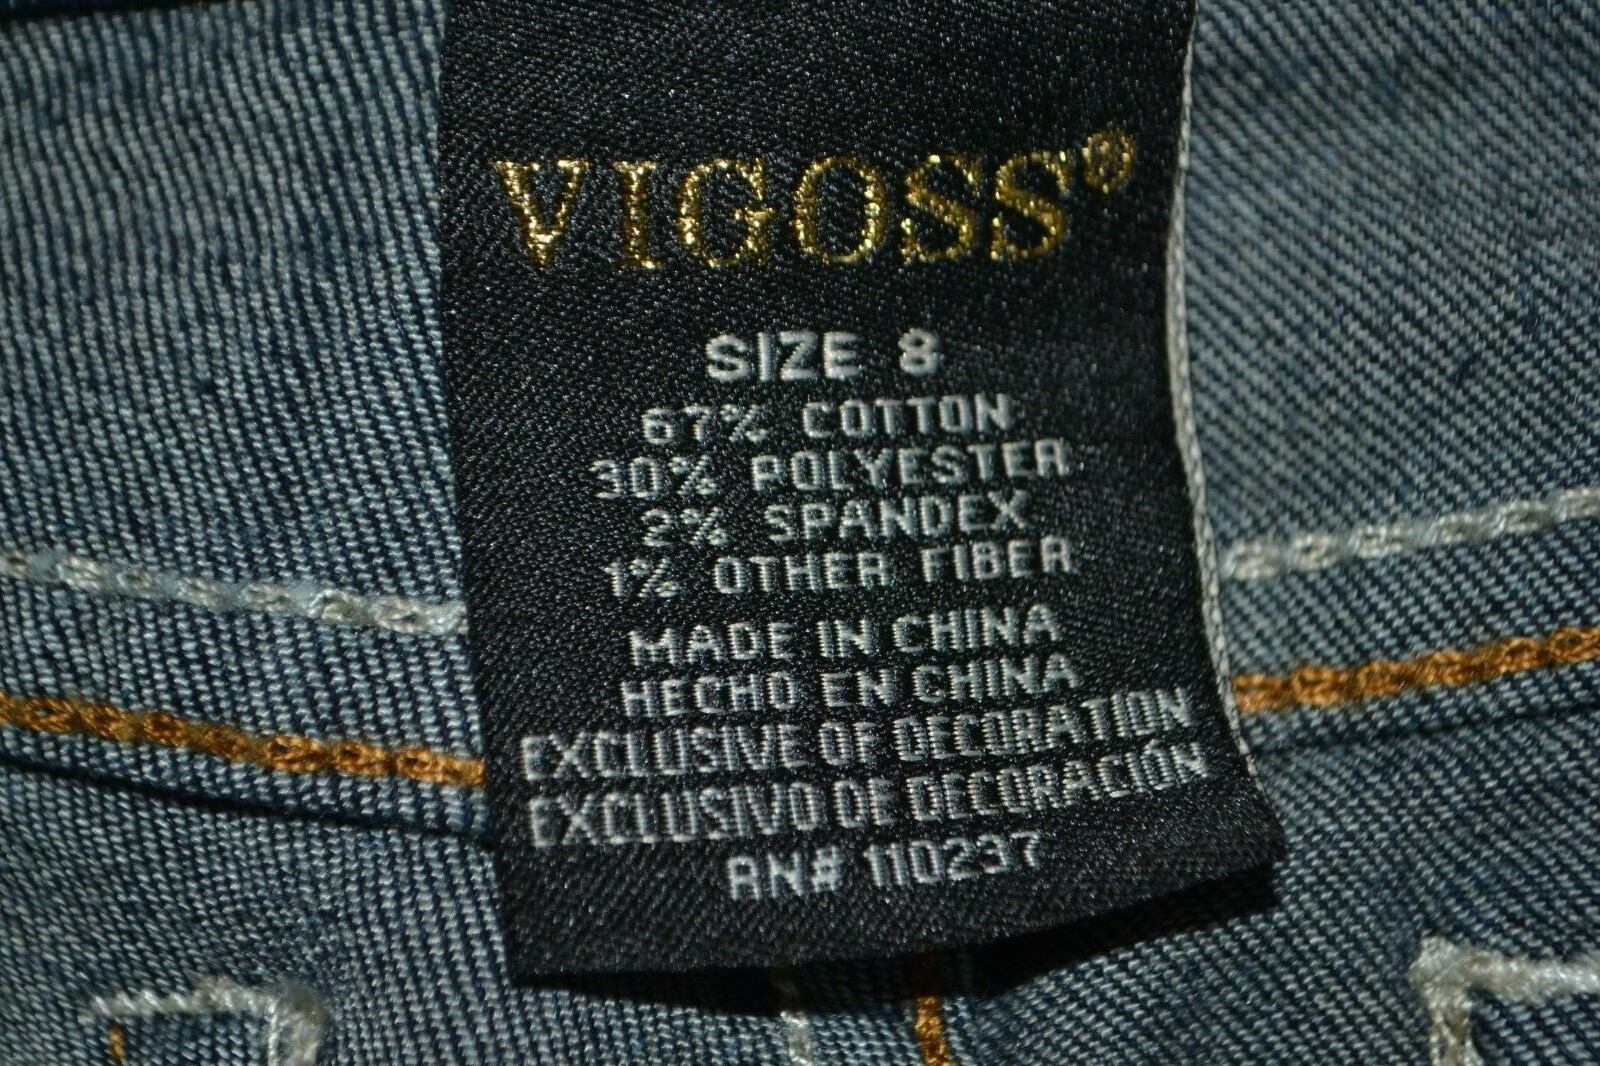 VIGOSS®
SIZE 8
67% COTTON
30% POLYESTER
2% SPANDEX
1% OTHER FIBER
MADE IN CHINA
HECHO EN CHINA
EXCLUSIVE OF DECORATION
EXCLUSIVO DE DECORACIÓN
RN# 110237